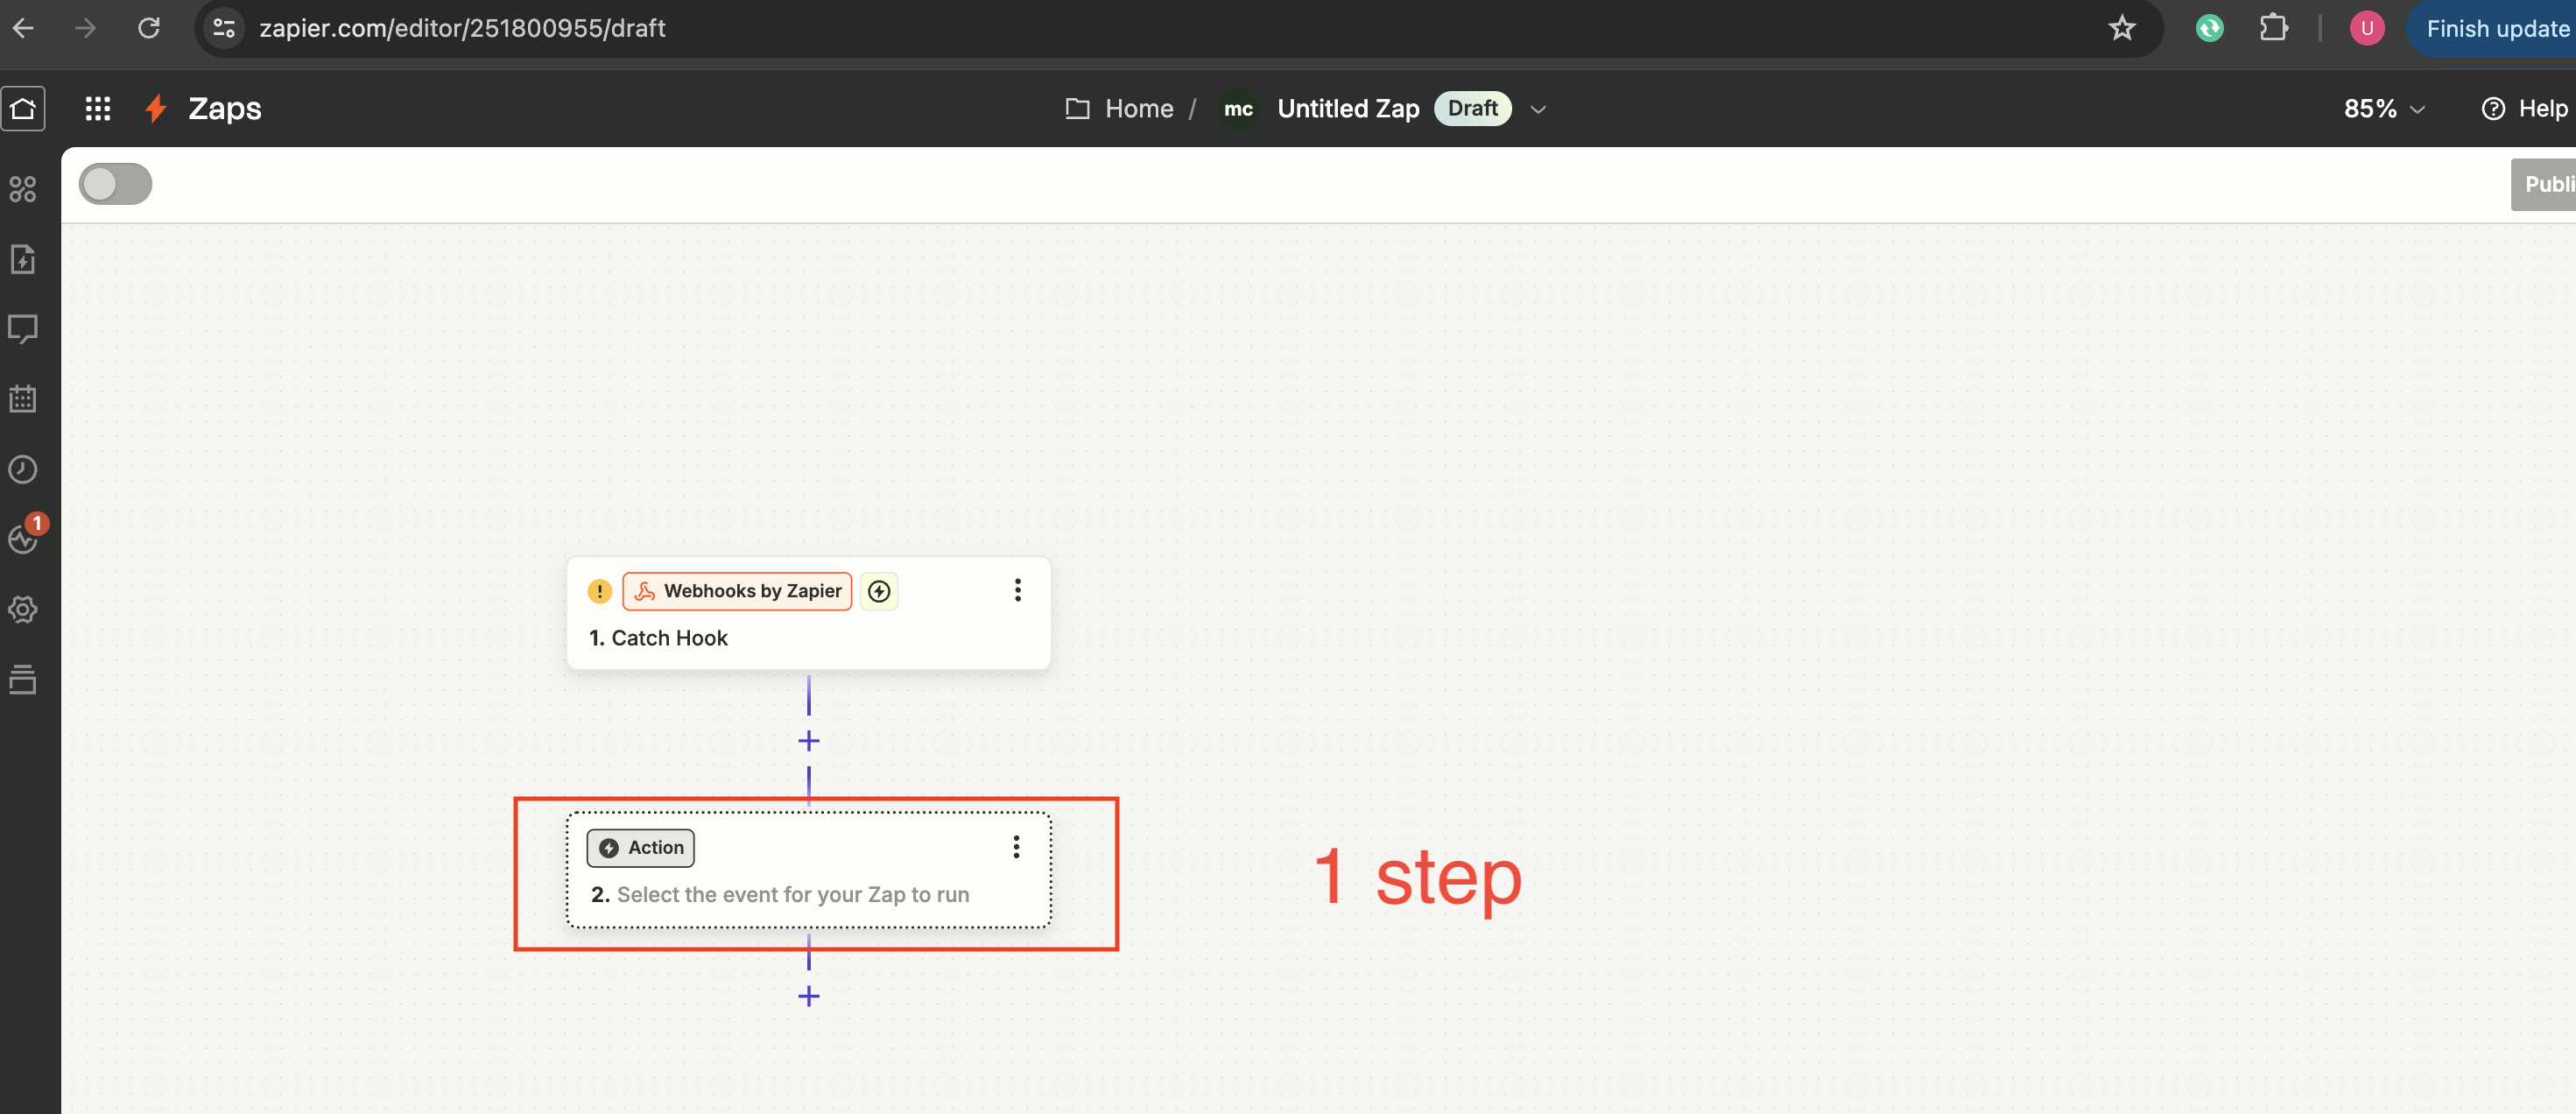 zapier.com/editor/251800955/draft
U
Finish update
Zaps
Home / mc Untitled Zap Draft
85%
Help
Publi
1
! Webhooks by Zapier
1. Catch Hook
Action
2. Select the event for your Zap to run
1 step